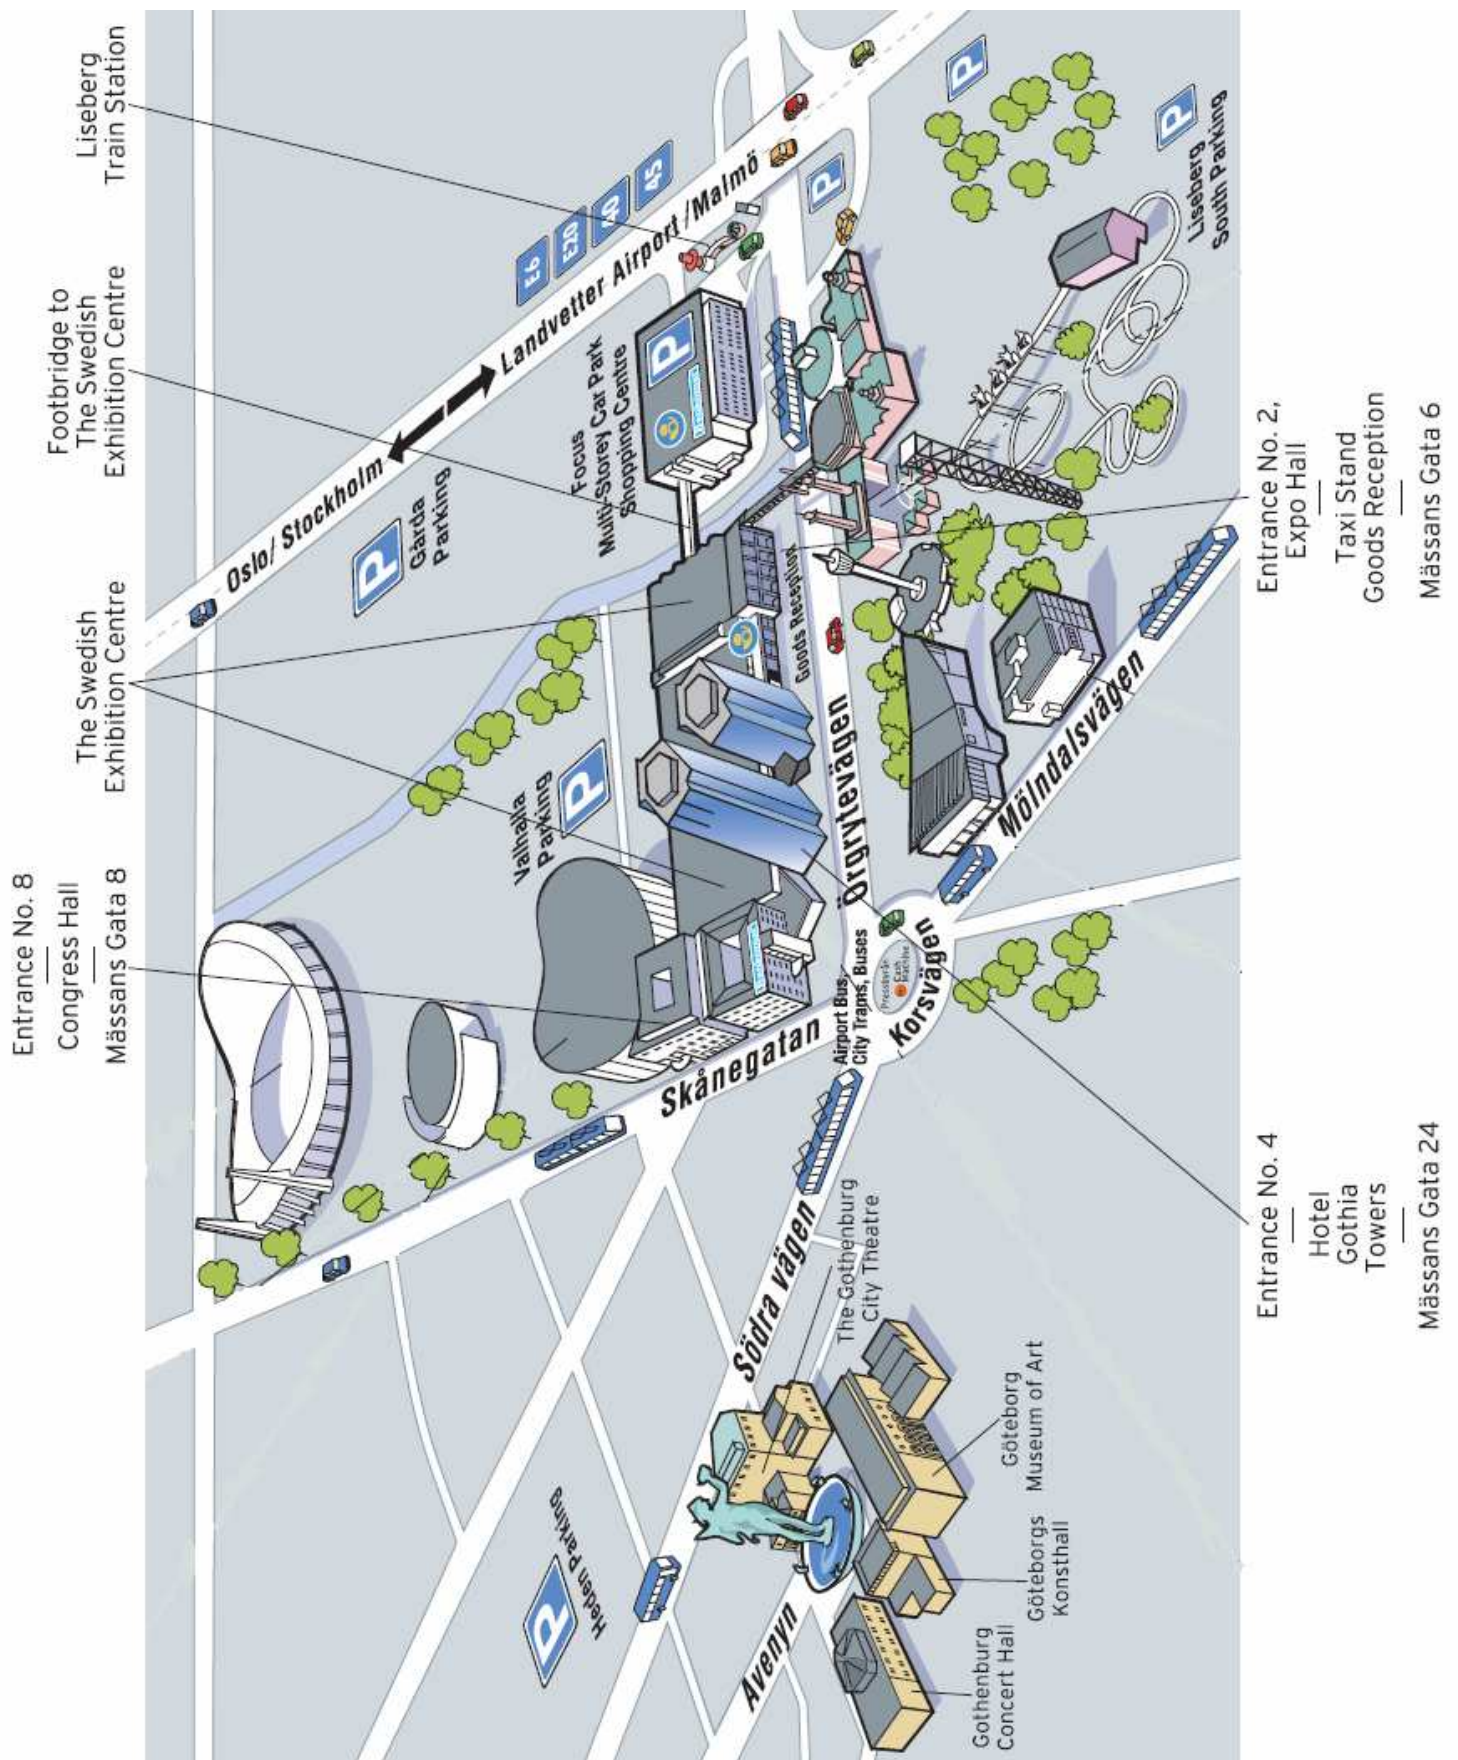 Entrance No. 8
Congress Hall
Mässans Gata 8
The Swedish
Exhibition Centre
Footbridge to
The Swedish
Exhibition Centre
Liseberg
Train Station
Oslo/ Stockholm
Landvetter Airport /Malmö
E6
E20
40
45
P
Gårda
Parking
Valhalla
Parking
P
Focus
Multi-Storey Car Park
Shopping Centre
P
P
P
P
Liseberg
South Parking
Goods Reception
Skånegatan
Örgrytevägen
Airport Bus,
City Trams, Buses
Pressbyrån
Cash
Machine
Korsvägen
Mölndalsvägen
Södra vägen
The Gothenburg
City Theatre
P
Heden Parking
Avenyn
Gothenburg
Concert Hall
Göteborgs
Konsthall
Göteborg
Museum of Art
Entrance No. 4
Hotel
Gothia
Towers
Mässans Gata 24
Entrance No. 2,
Expo Hall
Taxi Stand
Goods Reception
Mässans Gata 6